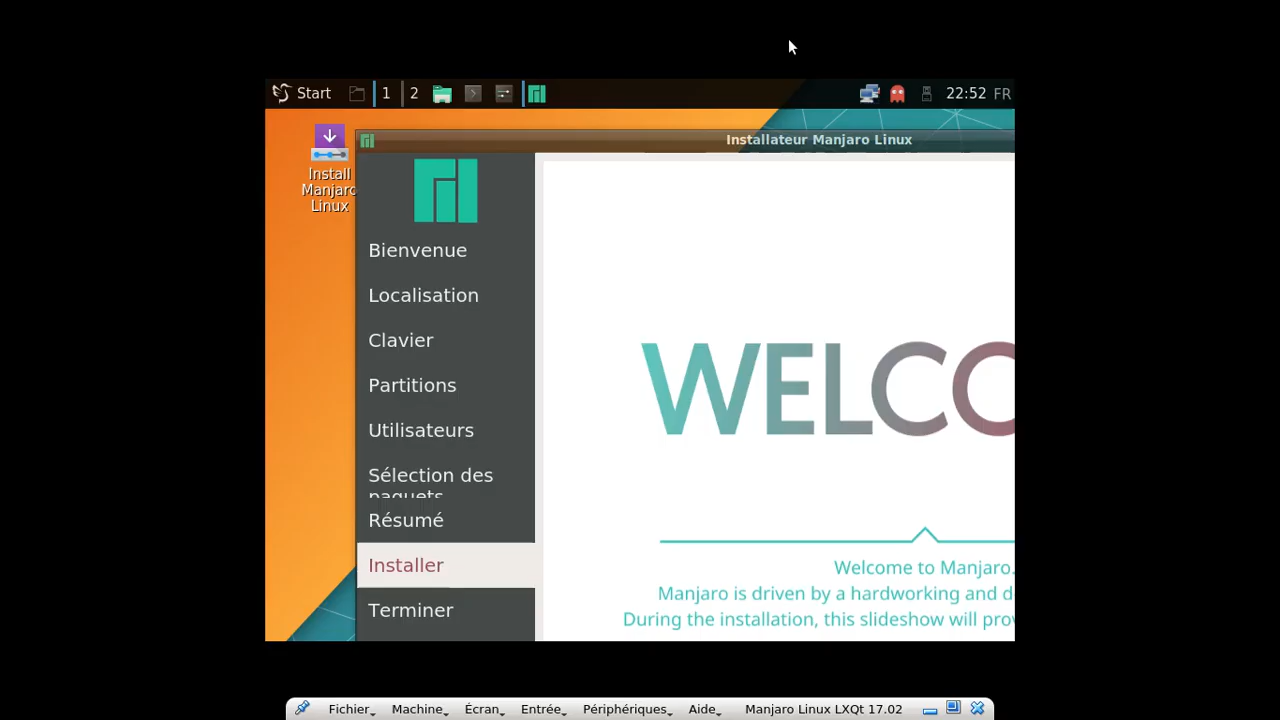 Start 1 2 22:52 FR
Installateur Manjaro Linux
Install
Manjaro
Linux
Bienvenue
Localisation
Clavier
Partitions
Utilisateurs
Sélection des
paquets
Résumé
Installer
Terminer
WELCO
Welcome to Manjaro.
Manjaro is driven by a hardworking and d
During the installation, this slideshow will prov
Fichier Machine Écran Entrée Périphériques Aide Manjaro Linux LXQt 17.02